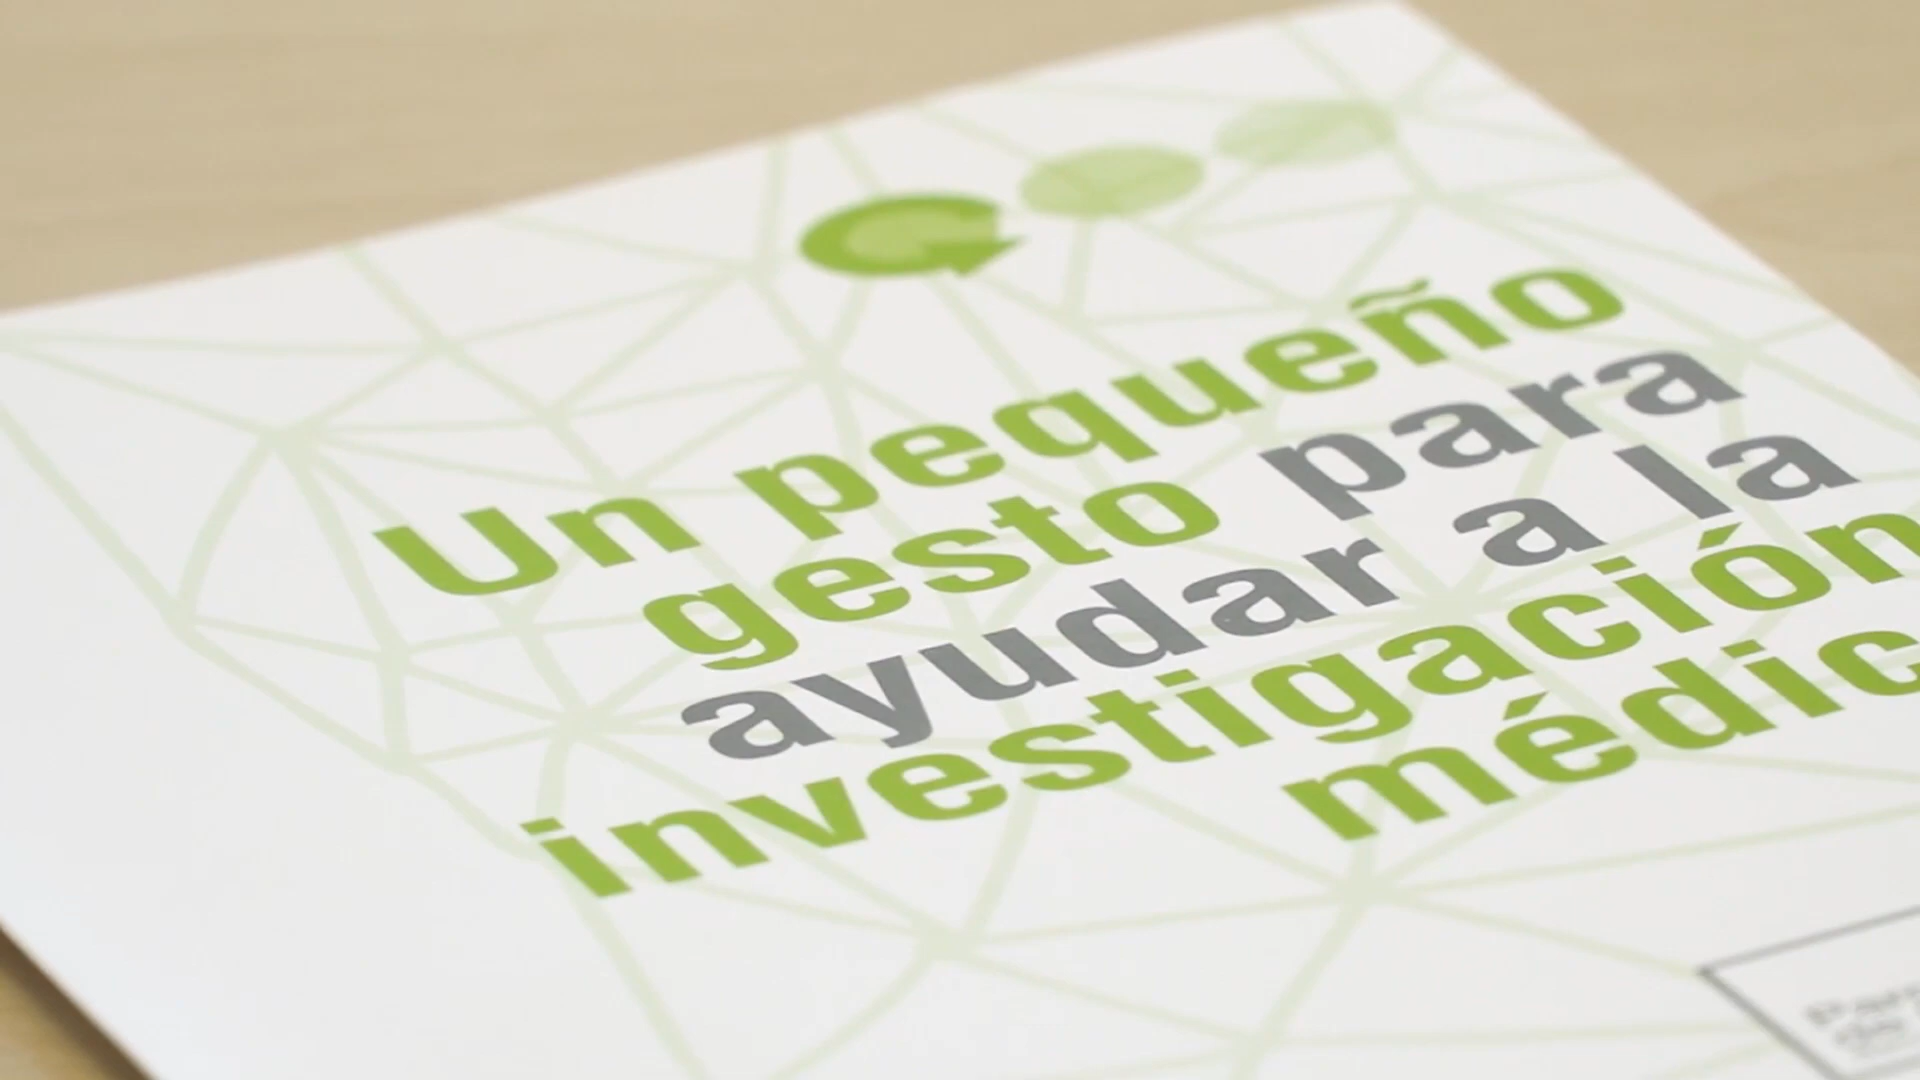 Un pequeño
gesto para
ayudar a la
investigación
médic